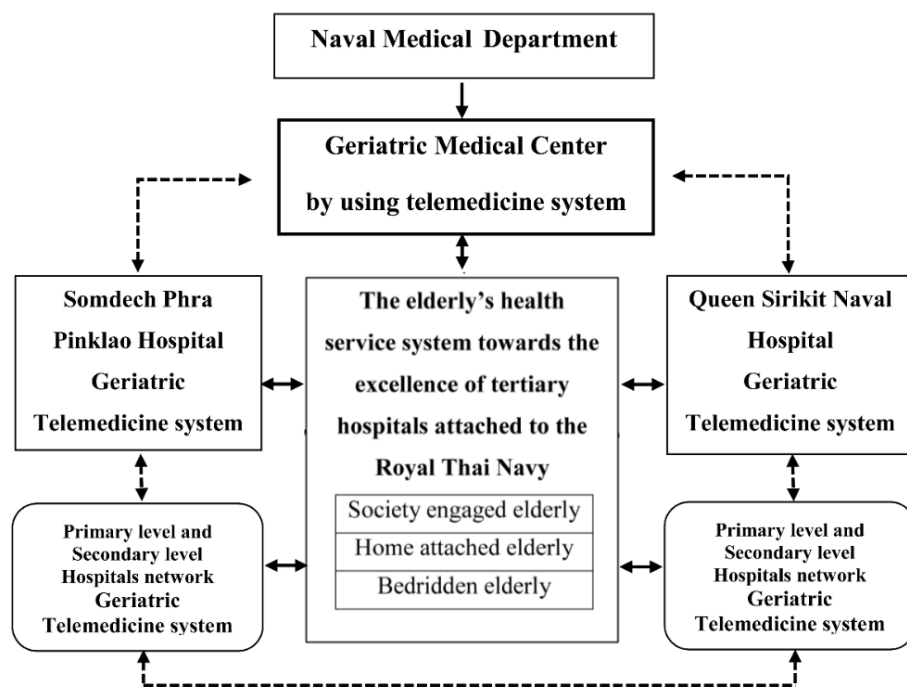 Naval Medical Department
Geriatric Medical Center
by using telemedicine system
Somdech Phra
Pinklao Hospital
Geriatric
Telemedicine system
The elderly's health
service system towards the
excellence of tertiary
hospitals attached to the
Royal Thai Navy
Society engaged elderly
Home attached elderly
Bedridden elderly
Queen Sirikit Naval
Hospital
Geriatric
Telemedicine system
Primary level and
Secondary level
Hospitals network
Geriatric
Telemedicine system
Primary level and
Secondary level
Hospitals network
Geriatric
Telemedicine system